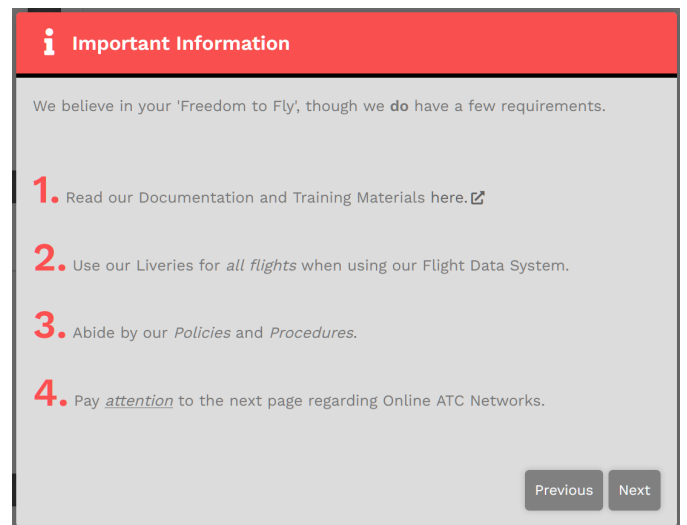 Important Information
We believe in your 'Freedom to Fly', though we do have a few requirements.
1. Read our Documentation and Training Materials here.
2. Use our Liveries for all flights when using our Flight Data System.
3. Abide by our Policies and Procedures.
4. Pay attention to the next page regarding Online ATC Networks.
Previous Next